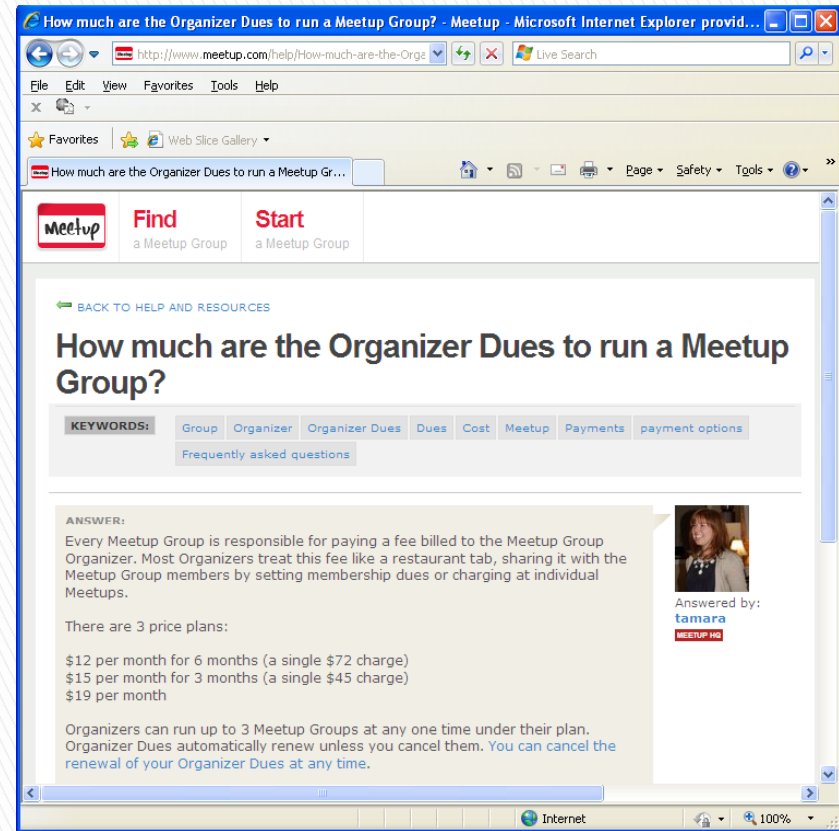 How much are the Organizer Dues to run a Meetup Group? - Meetup - Microsoft Internet Explorer provid...
http://www.meetup.com/help/How-much-are-the-Orga
Live Search
File Edit View Favorites Tools Help
x
Favorites Web Slice Gallery
How much are the Organizer Dues to run a Meetup Gr... Page Safety Tools »
Meetup
Find
a Meetup Group
Start
a Meetup Group
BACK TO HELP AND RESOURCES
How much are the Organizer Dues to run a Meetup
Group?
KEYWORDS: Group Organizer Organizer Dues Dues Cost Meetup Payments payment options
Frequently asked questions
ANSWER:
Every Meetup Group is responsible for paying a fee billed to the Meetup Group
Organizer. Most Organizers treat this fee like a restaurant tab, sharing it with the
Meetup Group members by setting membership dues or charging at individual
Meetups.
There are 3 price plans:
$12 per month for 6 months (a single $72 charge)
$15 per month for 3 months (a single $45 charge)
$19 per month
Organizers can run up to 3 Meetup Groups at any one time under their plan.
Organizer Dues automatically renew unless you cancel them. You can cancel the
renewal of your Organizer Dues at any time.
Answered by:
tamara
MEETUP HQ
Internet
100%